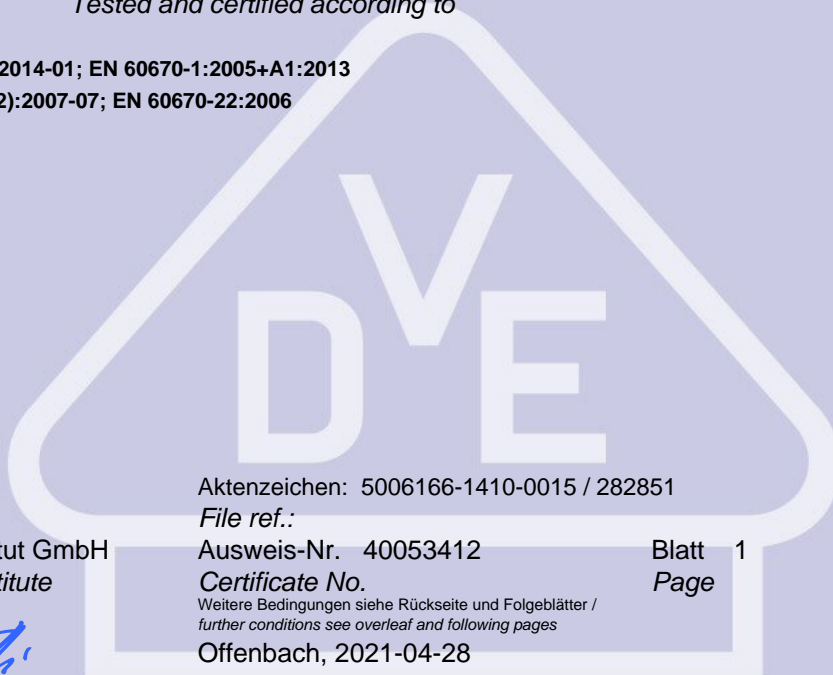 Tested and certified according to
2014-01; EN 60670-1:2005+A1:2013
2):2007-07; EN 60670-22:2006
VDE
Aktenzeichen: 5006166-1410-0015 / 282851
File ref.:
tut GmbH Ausweis-Nr. 40053412 Blatt 1
titute Certificate No. Page
Weitere Bedingungen siehe Rückseite und Folgeblätter /
further conditions see overleaf and following pages
Offenbach, 2021-04-28